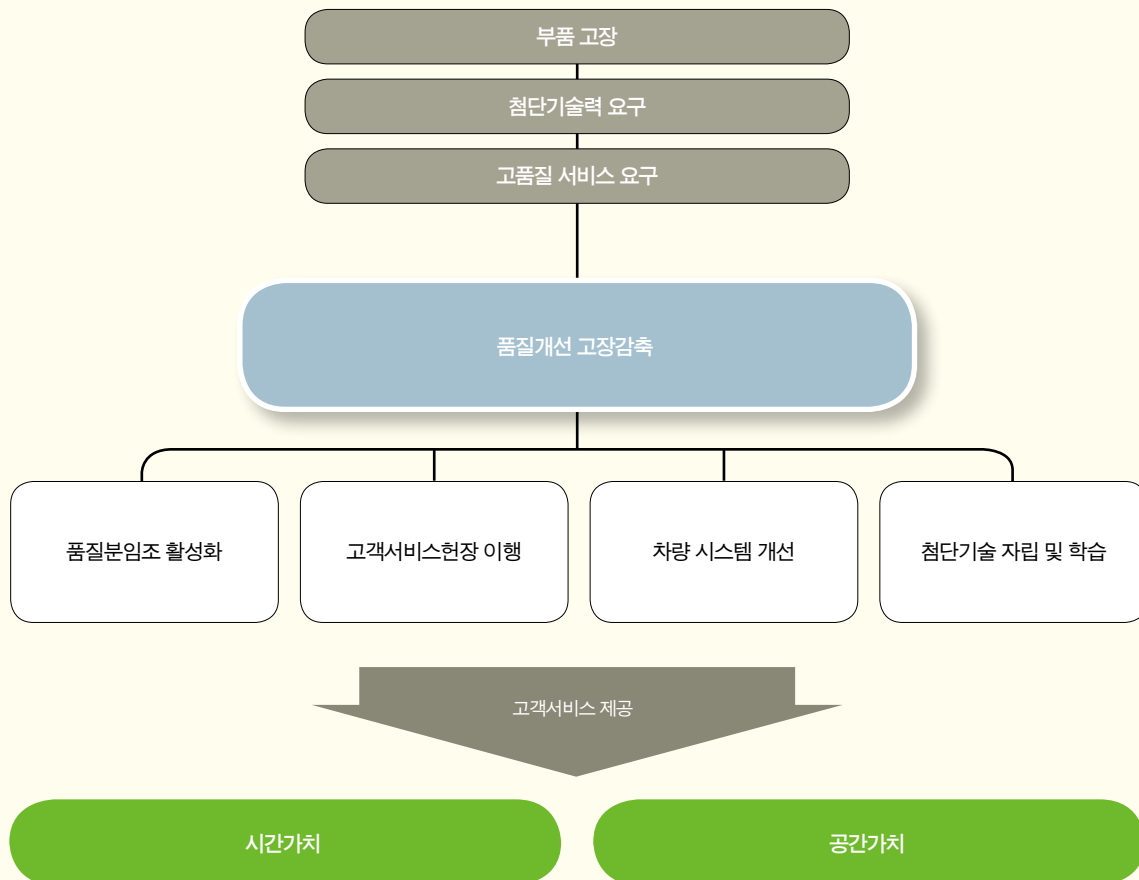 부품 고장
첨단기술력 요구
고품질 서비스 요구
품질개선 고장감축
품질분임조 활성화
고객서비스헌장 이행
차량 시스템 개선
첨단기술 자립 및 학습
고객서비스 제공
시간가치
공간가치